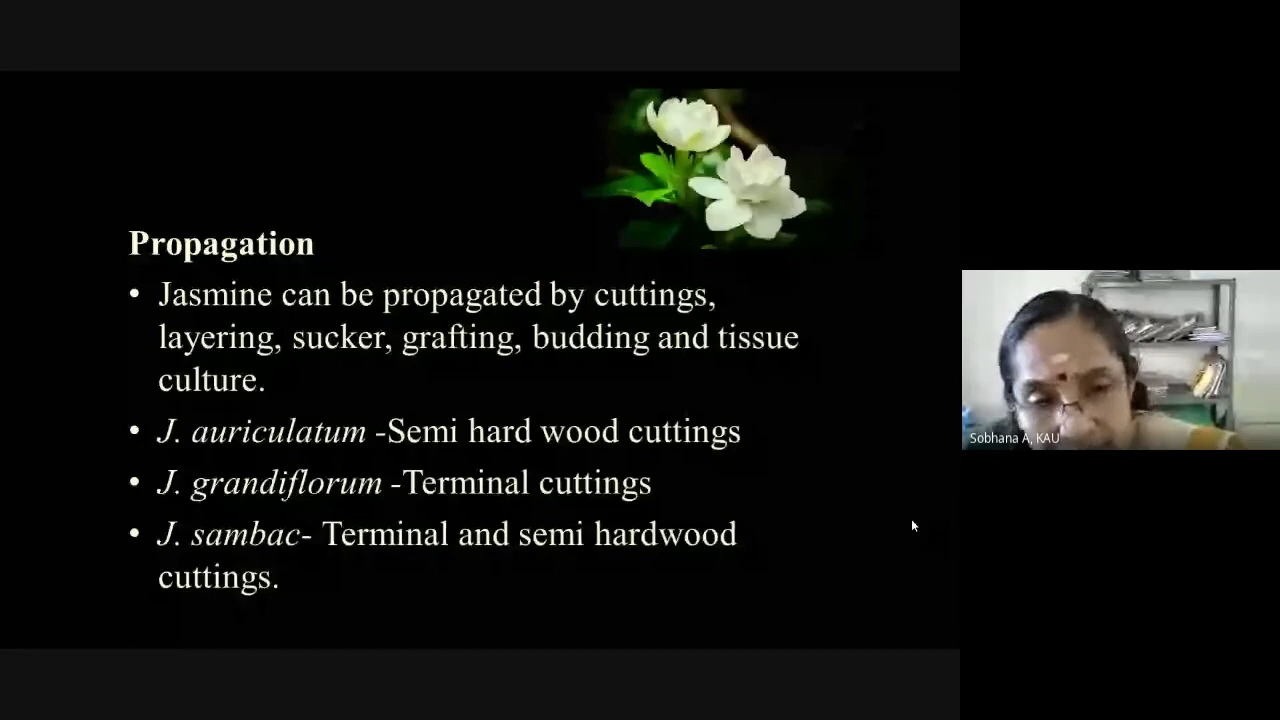 Propagation
• Jasmine can be propagated by cuttings,
layering, sucker, grafting, budding and tissue
culture.
• J. auriculatum -Semi hard wood cuttings
• J. grandiflorum -Terminal cuttings
• J. sambac- Terminal and semi hardwood
cuttings.
Sobhana A, KAU